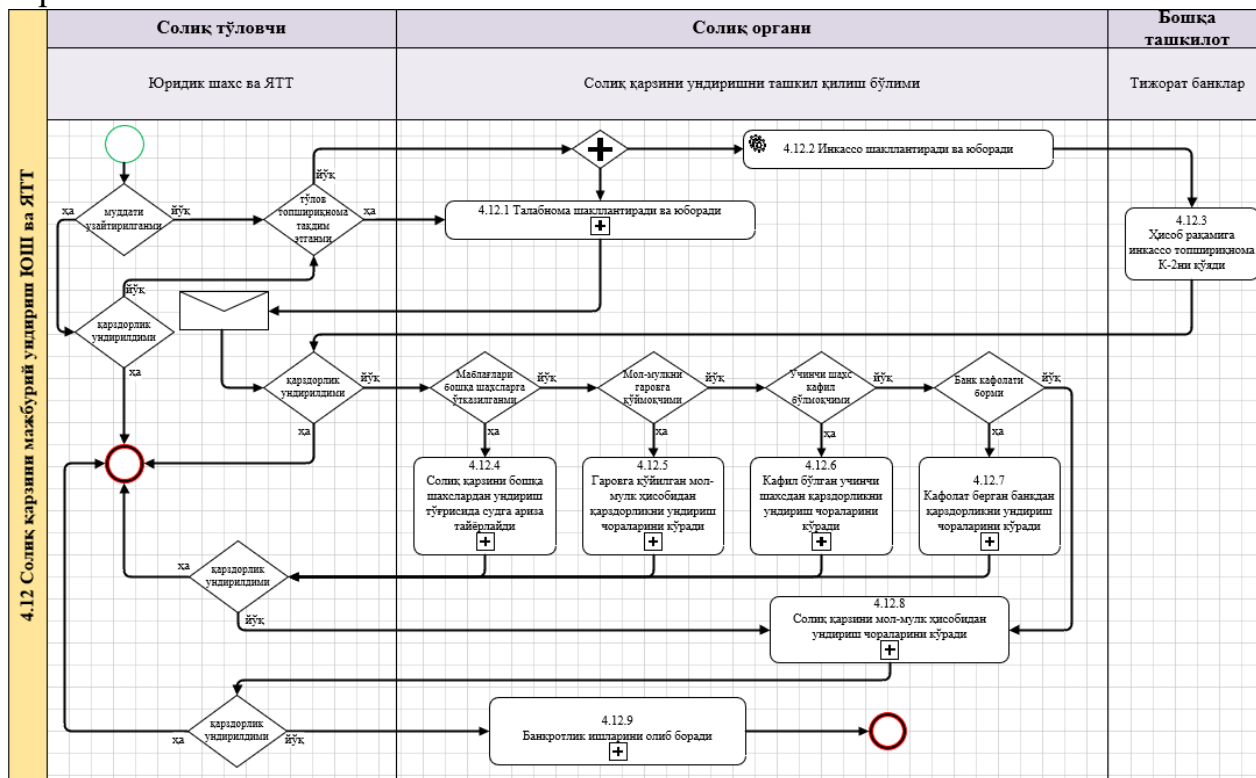 Солиқ тўловчи
Солиқ органи
Бошқа
ташкилот
Юридик шахс ва ЯТТ
Солиқ қарзини ундиришни ташкил қилиш бўлими
Тижорат банклар
4.12 Солиқ қарзини мажбурий ундириш ЮШ ва ЯТТ
муддати
узайтирилганми
ҳа
йўқ
тўлов
топшириқнома
тақдим
этганми
йўқ
ҳа
4.12.2 Инкассо шакллантиради ва юборади
4.12.1 Талабнома шакллантиради ва юборади
4.12.3
Ҳисоб рақамига
инкассо топшириқнома
К-2ни қўяди
қарздорлик
ундирилдими
йўқ
ҳа
қарздорлик
ундирилдими
йўқ
ҳа
Маблағлари
бошқа шахсларга
ўтказилганми
йўқ
ҳа
Мол-мулкни
гаровга
қўймоқчими
йўқ
ҳа
Учинчи шахс
кафил
бўлмоқчими
йўқ
ҳа
Банк кафолати
борми
йўқ
ҳа
4.12.4
Солиқ қарзини бошқа
шахслардан ундириш
тўғрисида судга ариза
тайёрлайди
4.12.5
Гаровга қўйилган мол-
мулк ҳисобидан
қарздорликни ундириш
чораларини кўради
4.12.6
Кафил бўлган учинчи
шахсдан қарздорликни
ундириш чораларини
кўради
4.12.7
Кафолат берган банкдан
қарздорликни ундириш
чораларини кўради
қарздорлик
ундирилдими
ҳа
йўқ
4.12.8
Солиқ қарзини мол-мулк ҳисобидан
ундириш чораларини кўради
қарздорлик
ундирилдими
ҳа
йўқ
4.12.9
Банкротлик ишларини олиб боради